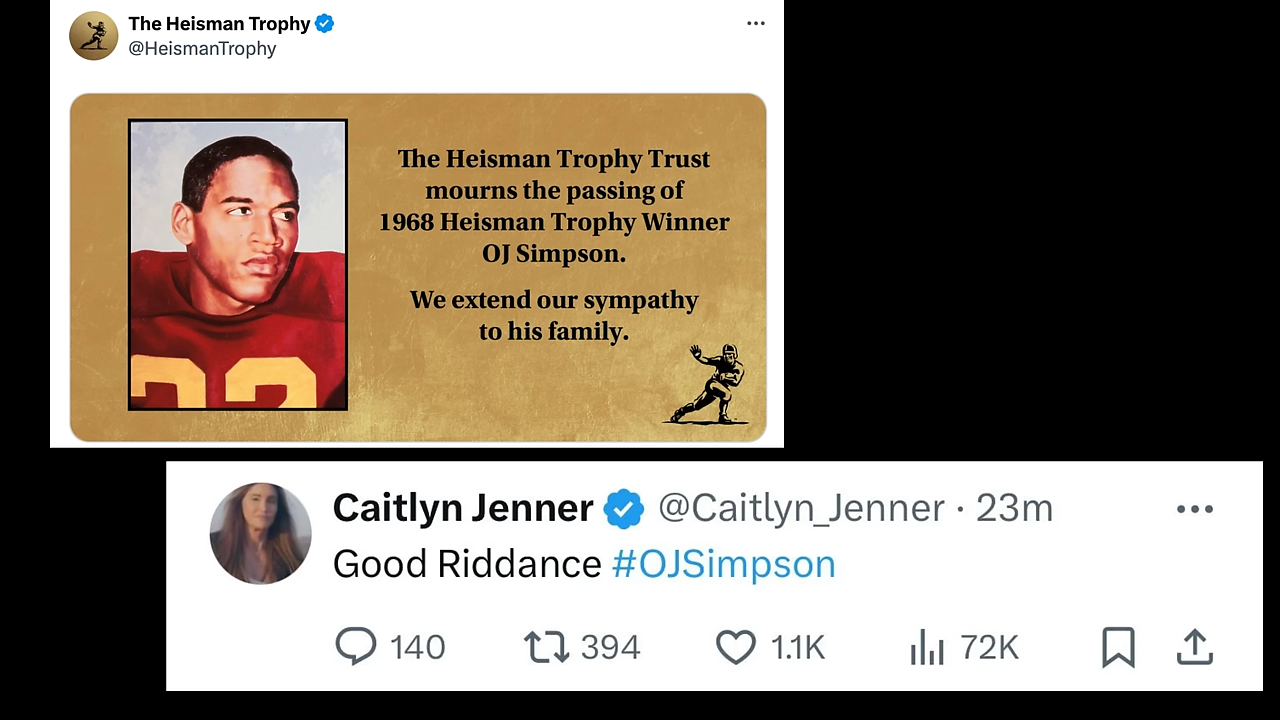 The Heisman Trophy
@HeismanTrophy
The Heisman Trophy Trust
mourns the passing of
1968 Heisman Trophy Winner
OJ Simpson.
We extend our sympathy
to his family.
32
Caitlyn Jenner @Caitlyn_Jenner · 23m
Good Riddance #OJSimpson
140 394 1.1K 72K